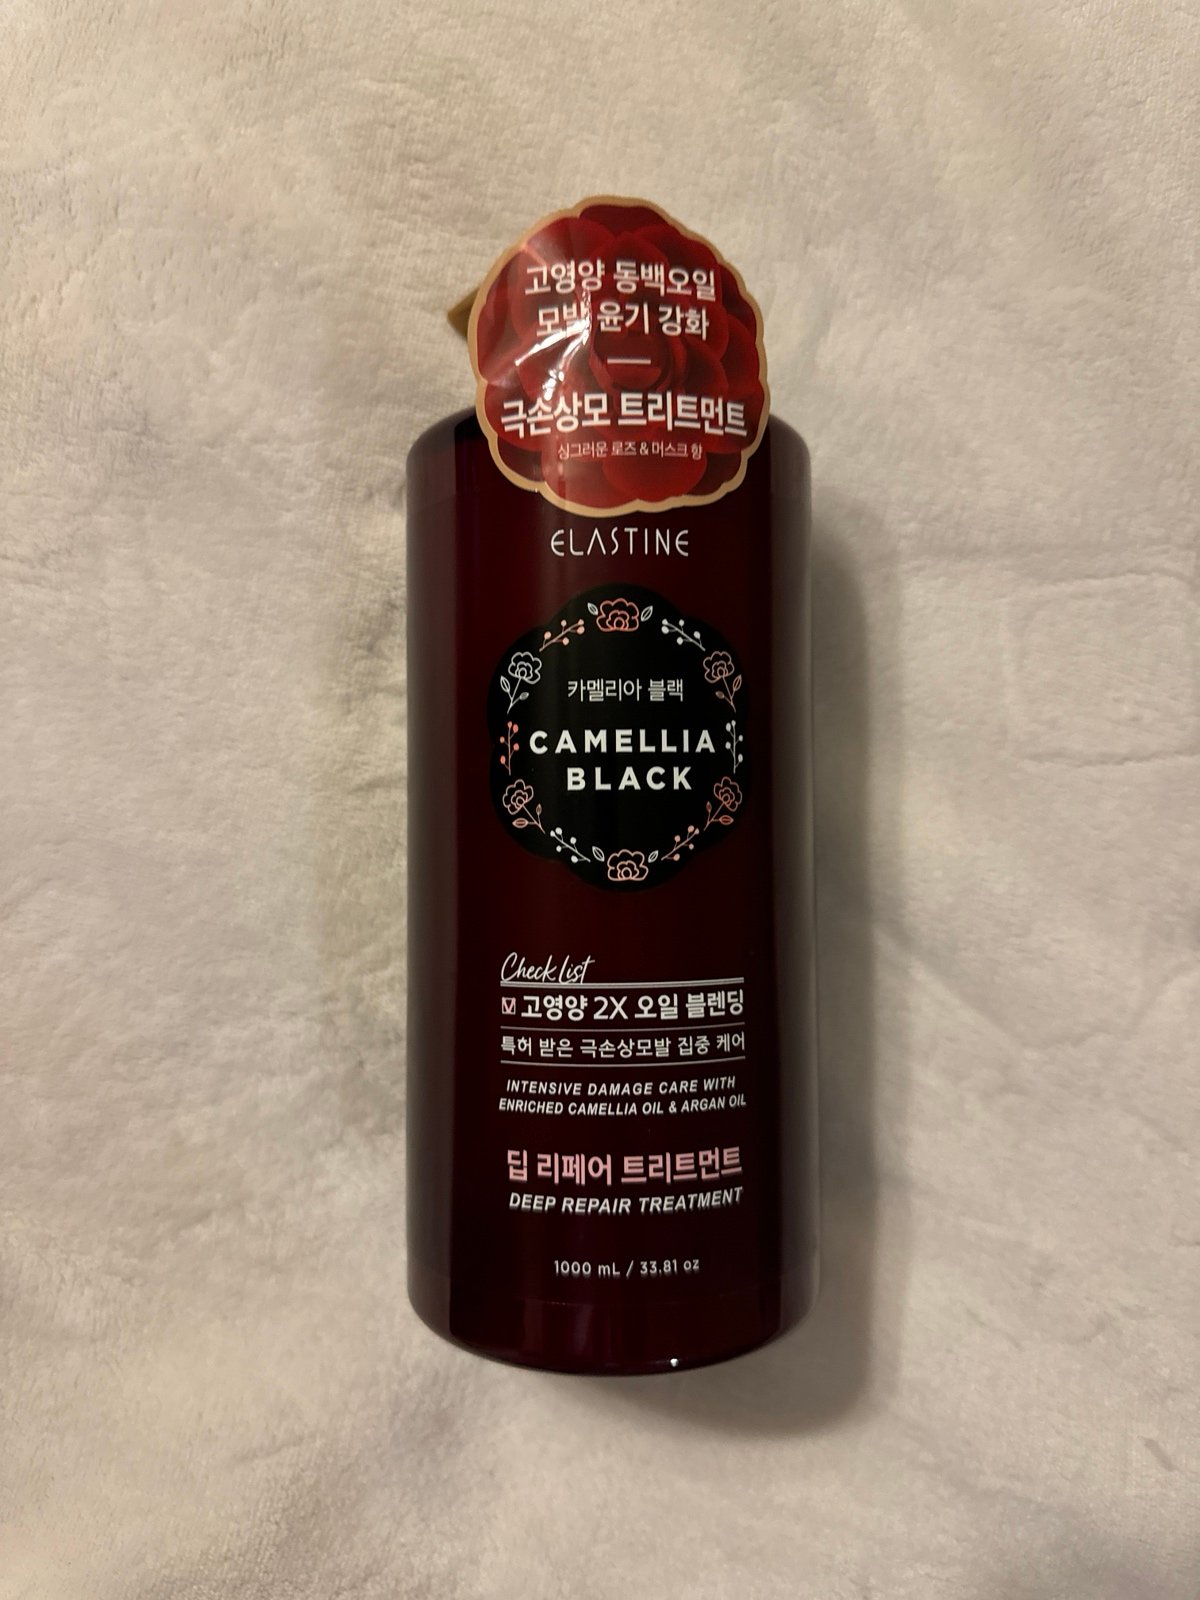 고영양 동백오일
모발 윤기 강화
극손상모 트리트먼트
싱그러운 로즈 & 머스크 향
ELASTINE
카멜리아 블랙
CAMELLIA
BLACK
Check List
고영양 2X 오일 블렌딩
특허 받은 극손상모발 집중 케어
INTENSIVE DAMAGE CARE WITH
ENRICHED CAMELLIA OIL & ARGAN OIL
딥 리페어 트리트먼트
DEEP REPAIR TREATMENT
1000 mL / 33.81 oz